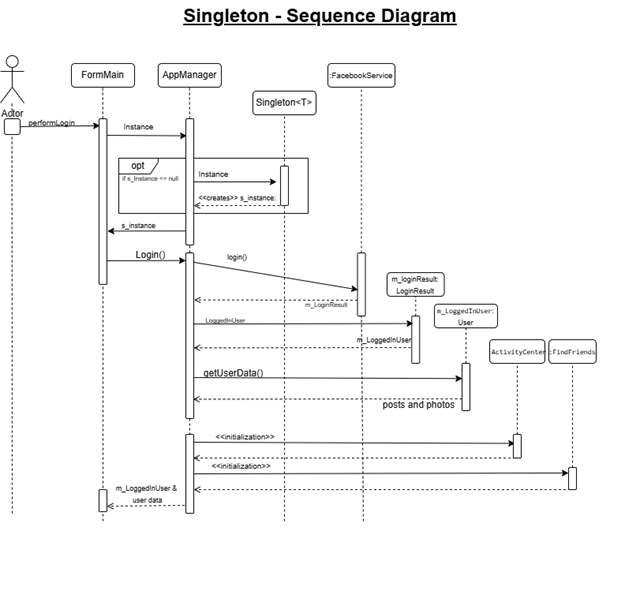 Singleton - Sequence Diagram
FormMain
AppManager
:FacebookService
Singleton<T>
Actor
performLogin
Instance
opt
if s_Instance == null
Instance
<<creates>> s_instance:
s_instance
Login()
login()
m_loginResult:
LoginResult
m_LoginResult
m_LoggedInUser:
User
LoggedInUser
m_LoggedInUser
:ActivityCenter
:FindFriends
getUserData()
posts and photos
<<initialization>>
<<initialization>>
m_LoggedInUser &
user data